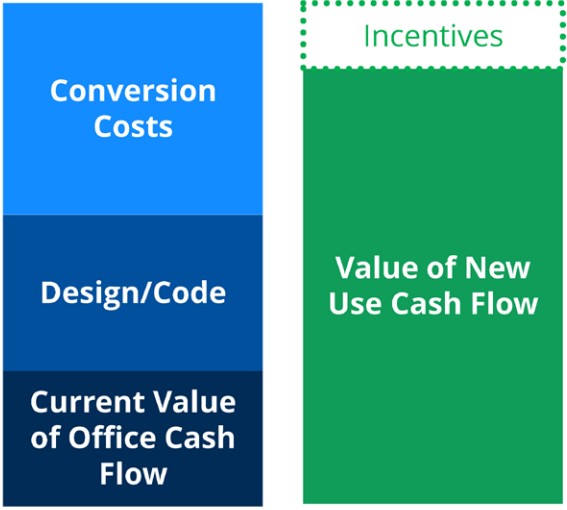 Conversion
Costs
Design/Code
Current Value
of Office Cash
Flow
Incentives
Value of New
Use Cash Flow